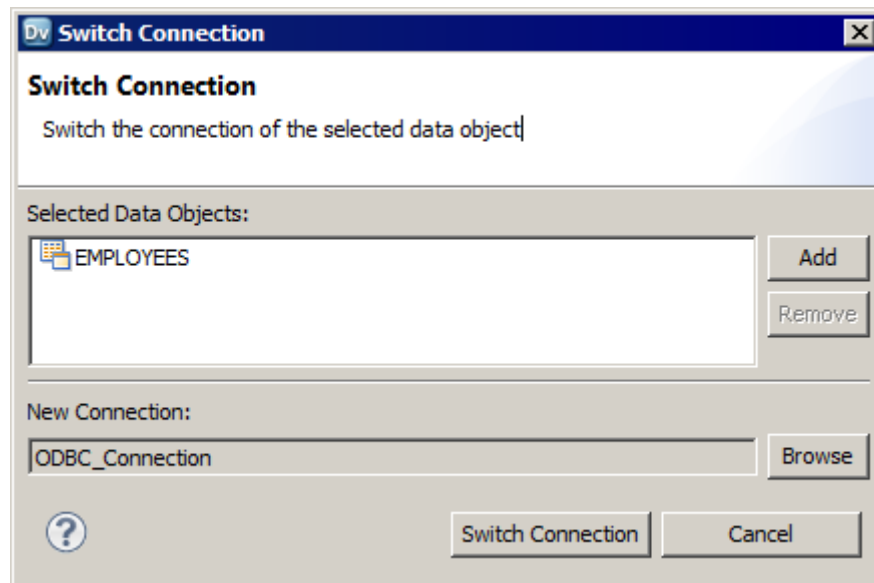 Dv Switch Connection
Switch Connection
Switch the connection of the selected data object
Selected Data Objects:
EMPLOYEES
Add
Remove
New Connection:
ODBC_Connection
Browse
?
Switch Connection
Cancel